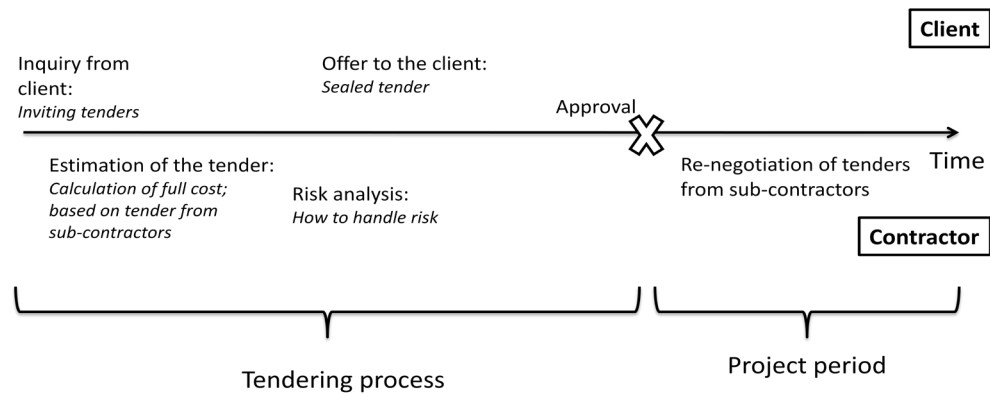 Client
Inquiry from
client:
Inviting tenders
Offer to the client:
Sealed tender
Approval
Estimation of the tender:
Calculation of full cost;
based on tender from
sub-contractors
Risk analysis:
How to handle risk
Re-negotiation of tenders
from sub-contractors
Time
Contractor
Tendering process
Project period